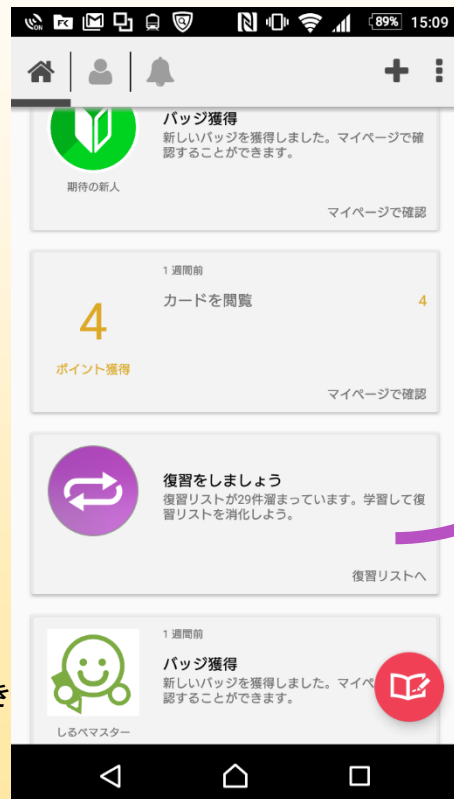 89% 15:09
バッジ獲得
新しいバッジを獲得しました。マイページで確
認することができます。
期待の新人
マイページで確認
1 週間前
カードを閲覧 4
4
ポイント獲得
マイページで確認
復習をしましょう
復習リストが29件溜まっています。学習して復
習リストを消化しよう。
復習リストへ
1 週間前
バッジ獲得
新しいバッジを獲得しました。マイペ
認することができます。
しるべマスター